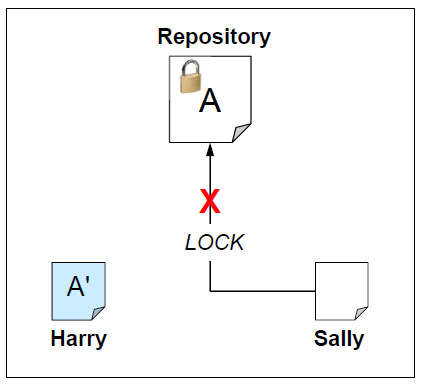 Repository
A
X
LOCK
A'
Harry
Sally